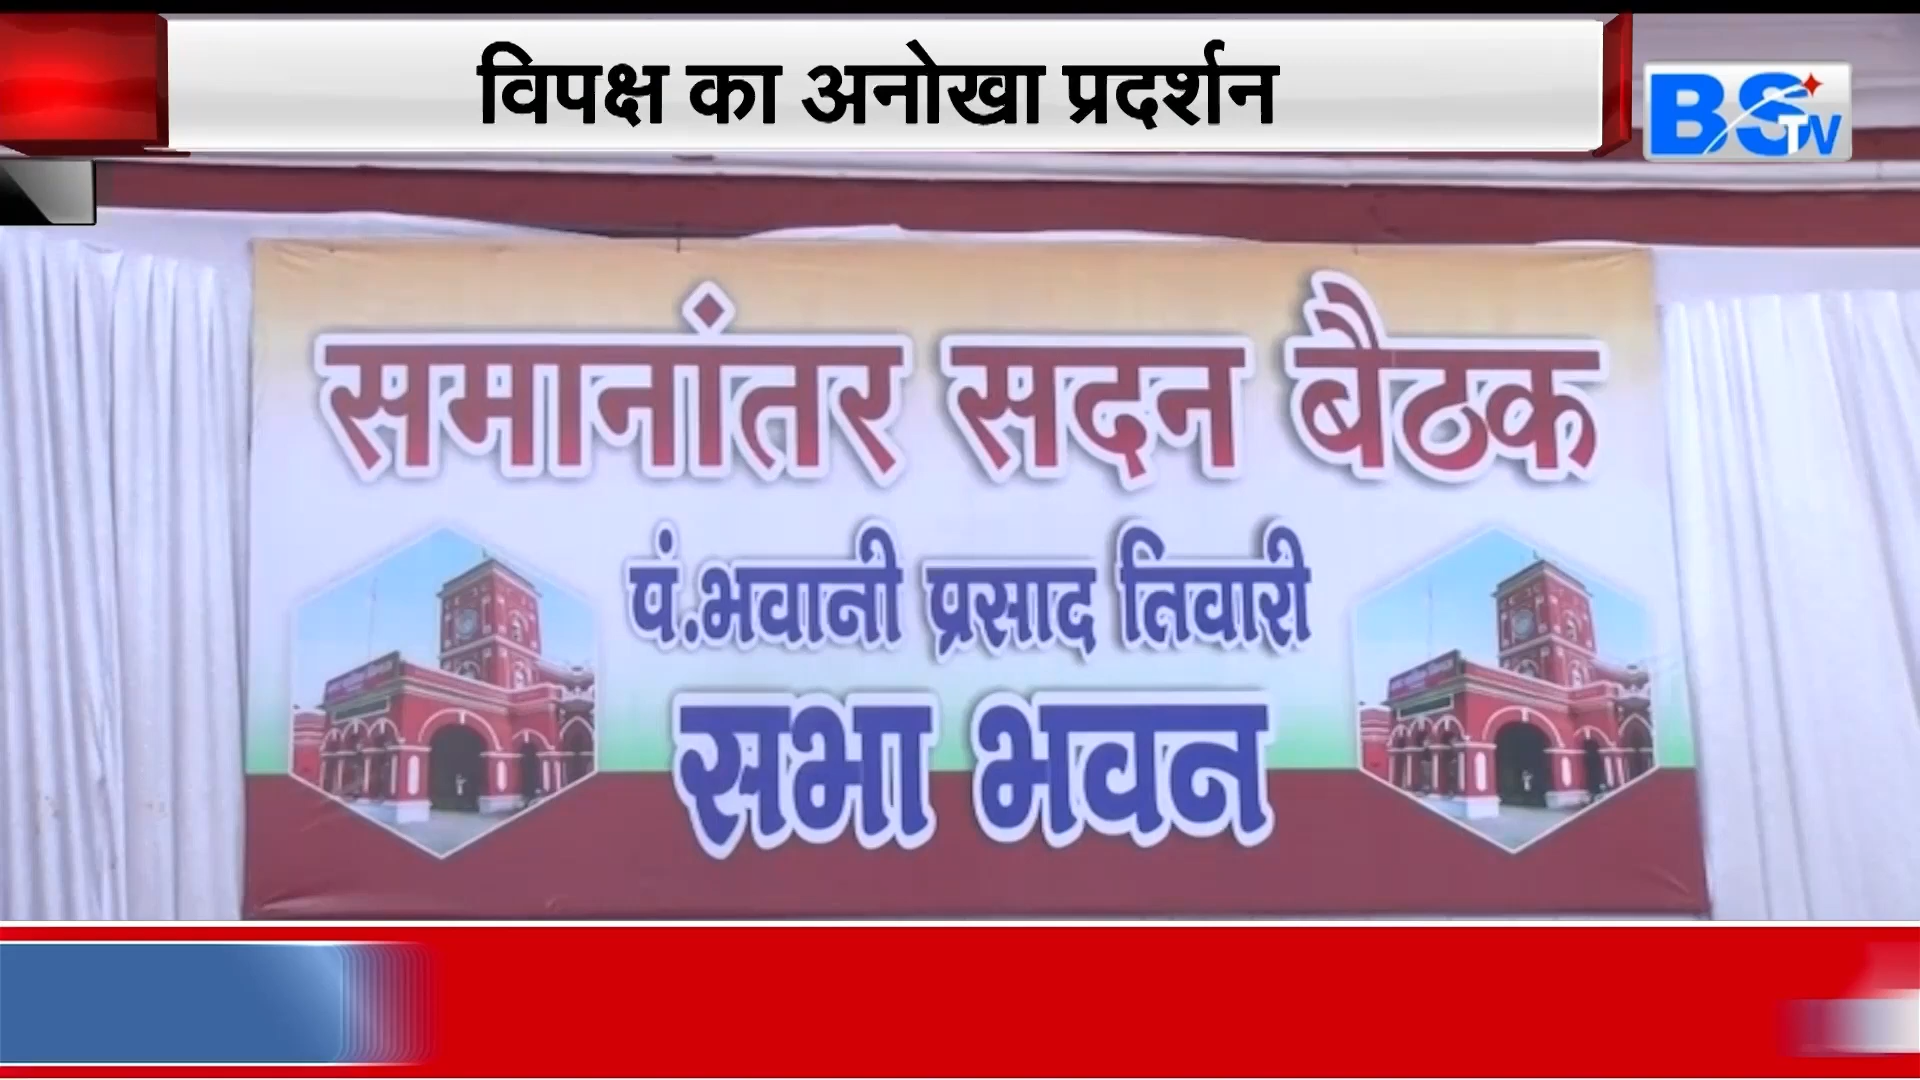 विपक्ष का अनोखा प्रदर्शन
BSTV
समानांतर सदन बैठक
पं.भवानी प्रसाद तिवारी
सभा भवन